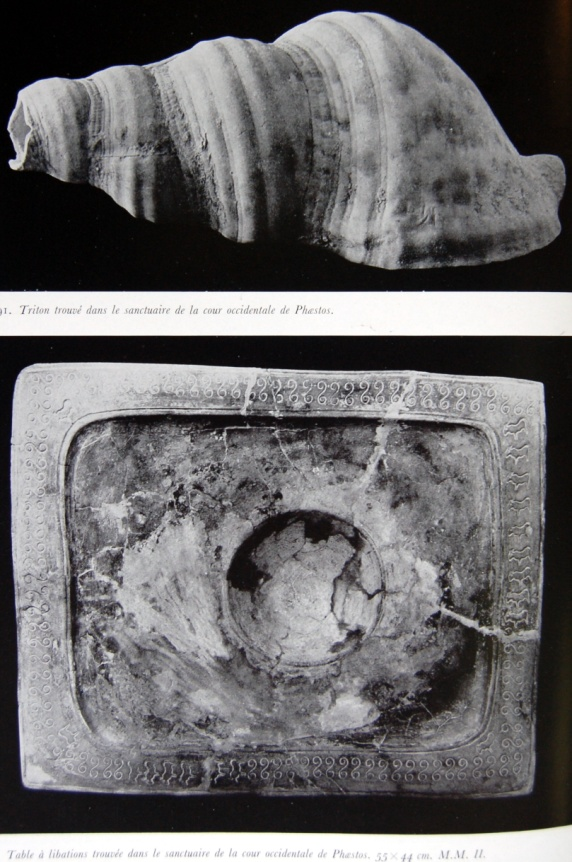 91. Triton trouvé dans le sanctuaire de la cour occidentale de Phæstos.
Table à libations trouvée dans le sanctuaire de la cour occidentale de Phæstos. 55 × 44 cm. M.M. II.